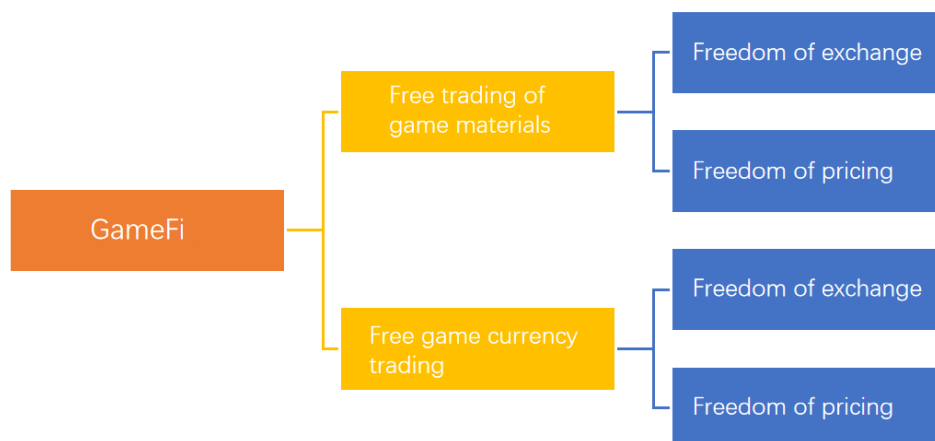 GameFi
Free trading of
game materials
Freedom of exchange
Freedom of pricing
Free game currency
trading
Freedom of exchange
Freedom of pricing